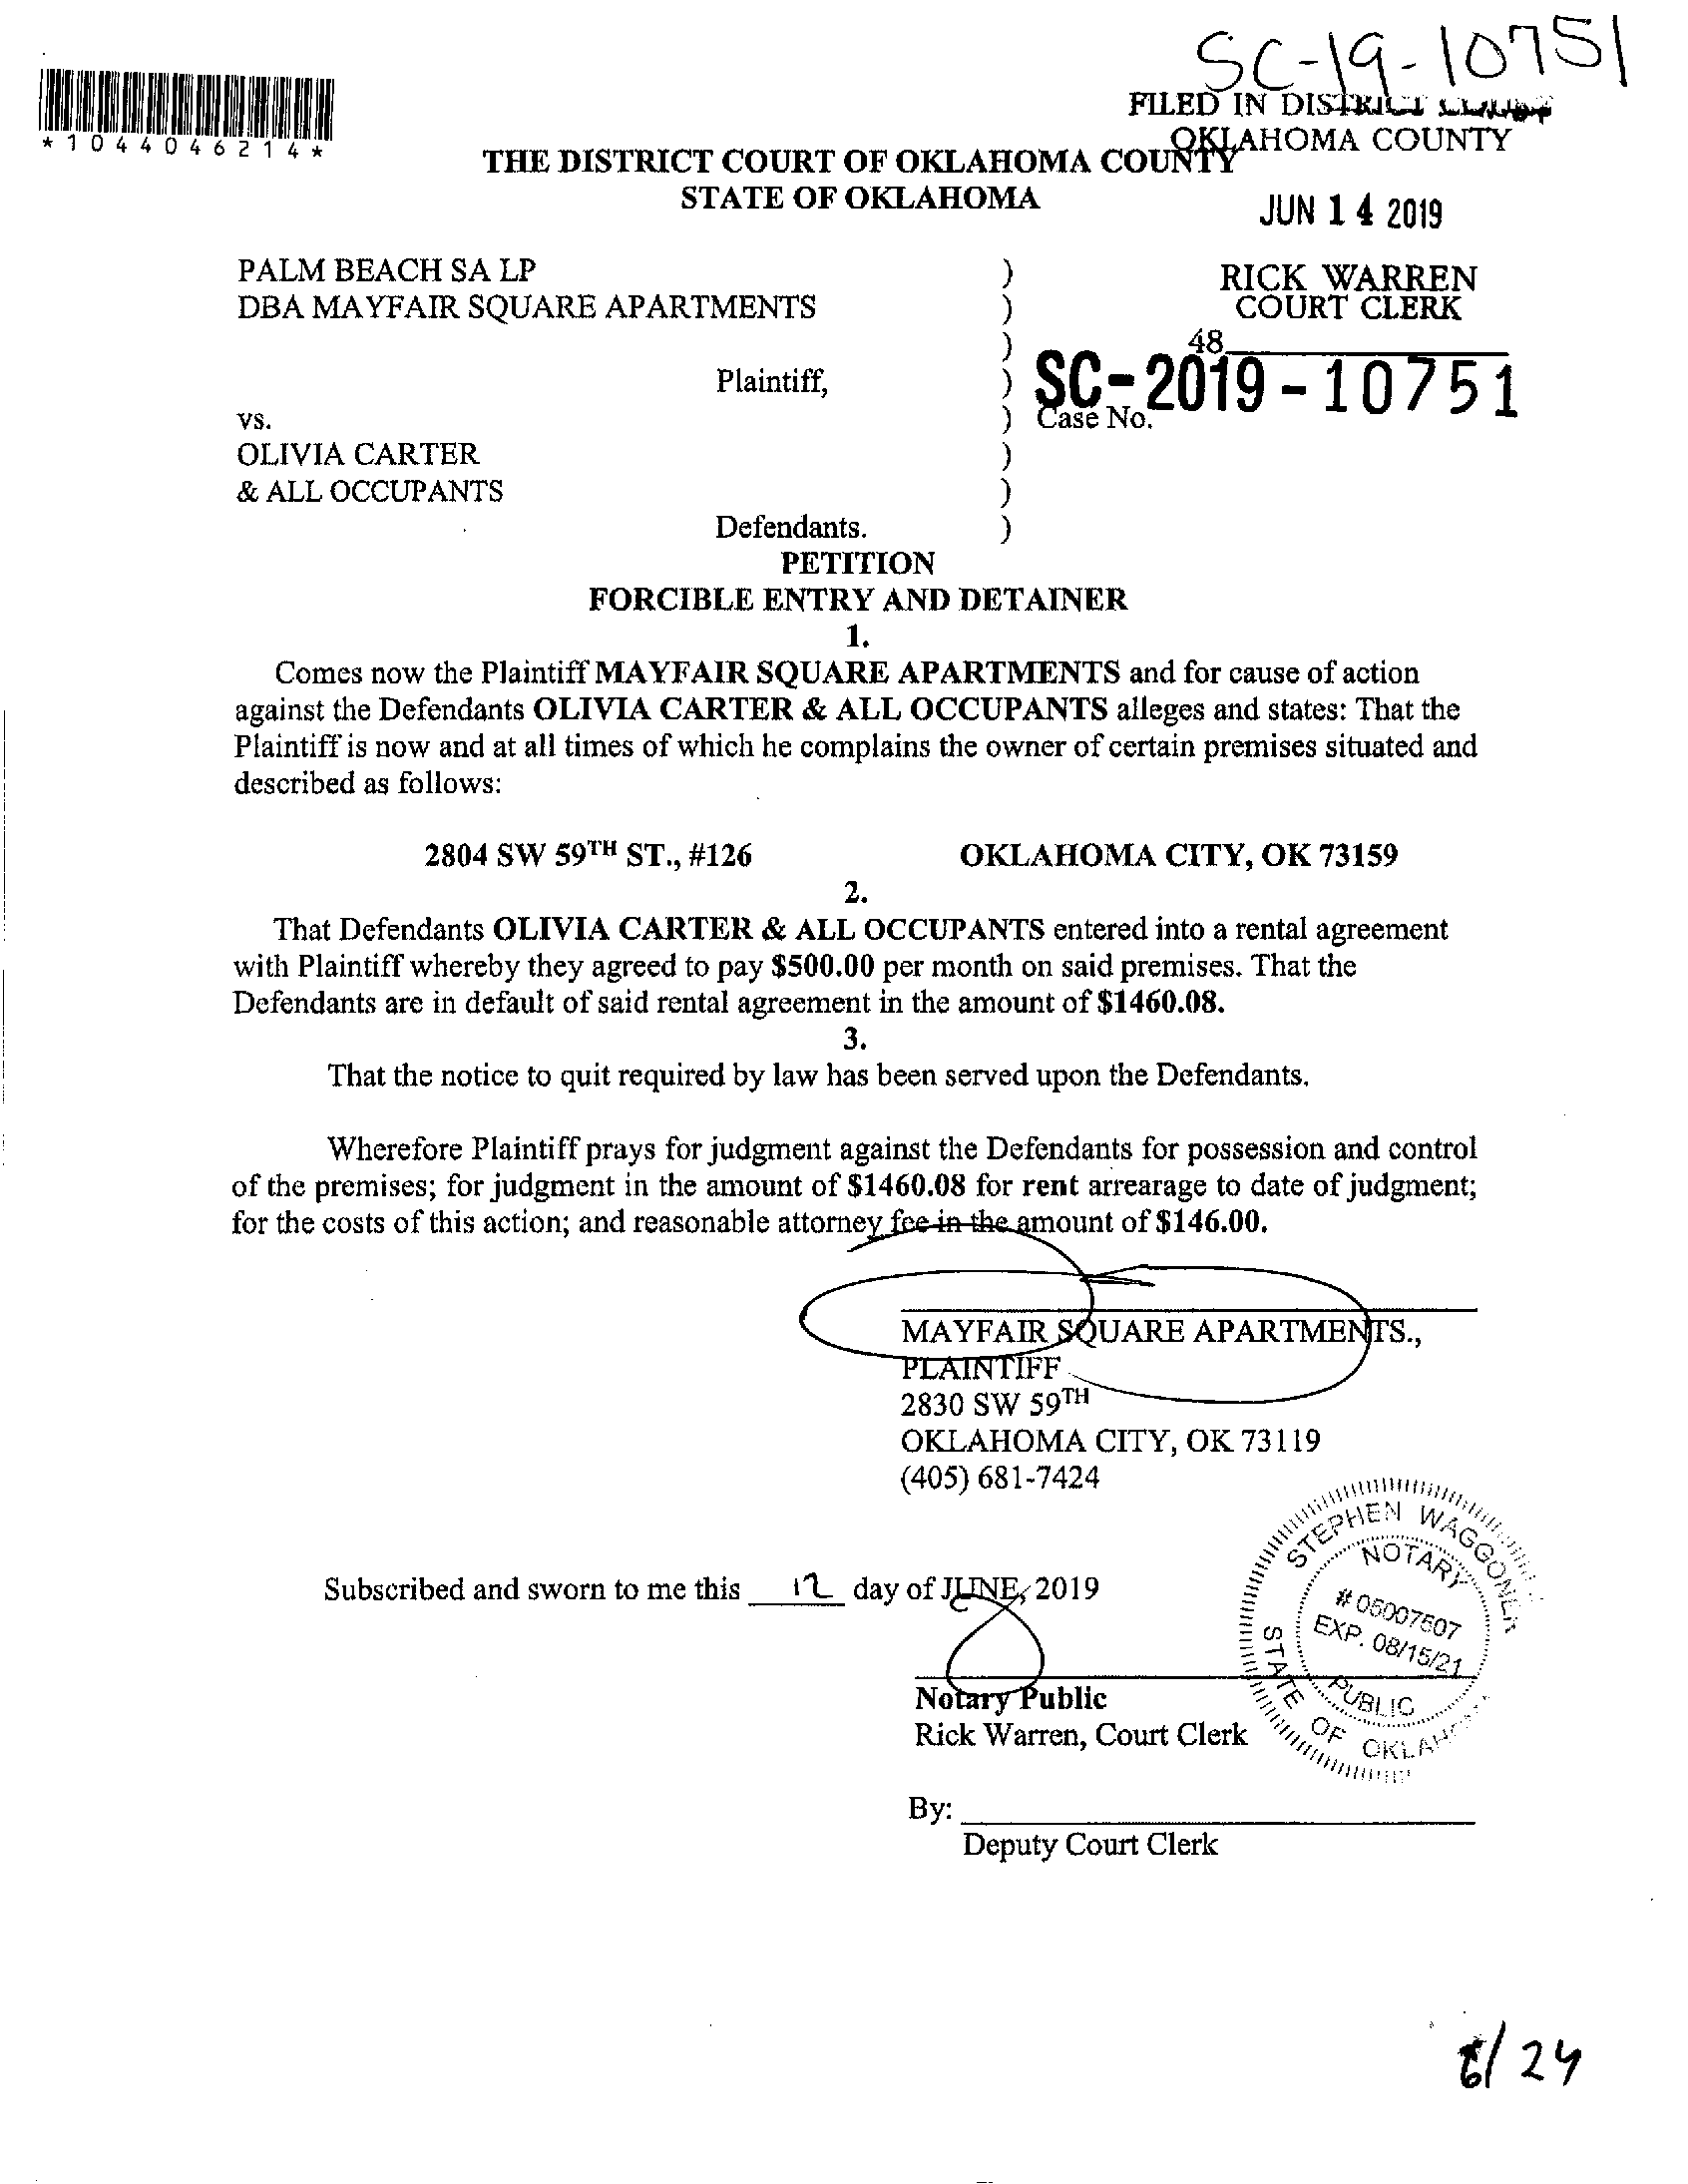 SC-19-10751
FILED IN DISTRICT
OKLAHOMA COUNTY
*1044046214*
THE DISTRICT COURT OF OKLAHOMA COUNTY
STATE OF OKLAHOMA
JUN 14 2019
PALM BEACH SA LP )
DBA MAYFAIR SQUARE APARTMENTS )
)
RICK WARREN
COURT CLERK
48
Plaintiff, )
SC-2019-10751
vs. ) Case No.
OLIVIA CARTER )
& ALL OCCUPANTS )
Defendants. )
PETITION
FORCIBLE ENTRY AND DETAINER
1.
Comes now the Plaintiff MAYFAIR SQUARE APARTMENTS and for cause of action
against the Defendants OLIVIA CARTER & ALL OCCUPANTS alleges and states: That the
Plaintiff is now and at all times of which he complains the owner of certain premises situated and
described as follows:
2804 SW 59TH ST., #126 OKLAHOMA CITY, OK 73159
2.
That Defendants OLIVIA CARTER & ALL OCCUPANTS entered into a rental agreement
with Plaintiff whereby they agreed to pay $500.00 per month on said premises. That the
Defendants are in default of said rental agreement in the amount of $1460.08.
3.
That the notice to quit required by law has been served upon the Defendants.
Wherefore Plaintiff prays for judgment against the Defendants for possession and control
of the premises; for judgment in the amount of $1460.08 for rent arrearage to date of judgment;
for the costs of this action; and reasonable attorney fee in the amount of $146.00.
MAYFAIR SQUARE APARTMENTS.,
PLAINTIFF
2830 SW 59TH
OKLAHOMA CITY, OK 73119
(405) 681-7424
Subscribed and sworn to me this 12 day of JUNE, 2019
STEPHEN WAGGONER
NOTARY
# 05007507
EXP. 08/15/21
PUBLIC
STATE OF OKLAHOMA
Notary Public
Rick Warren, Court Clerk
By:
Deputy Court Clerk
6/24